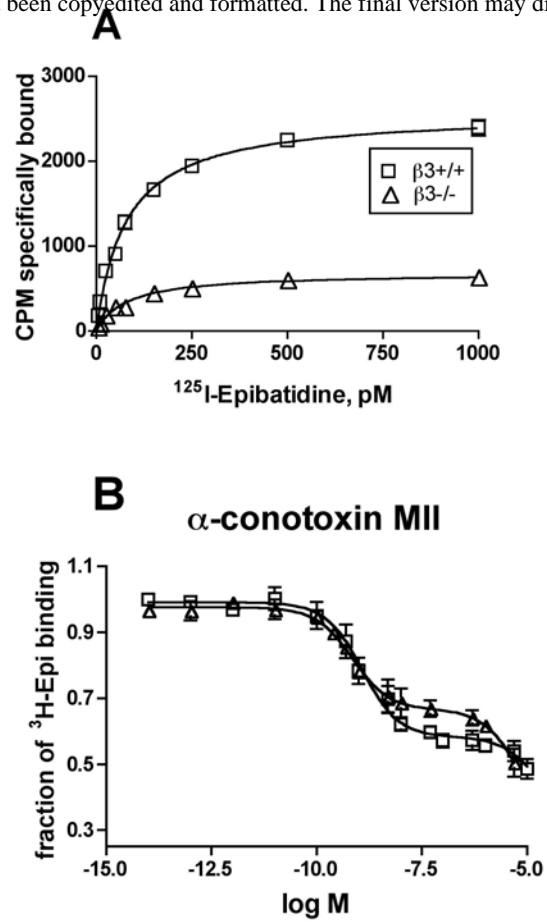 been copyedited and formatted. The final version may di
A
3000
2000
1000
0
CPM specifically bound
β3+/+
β3-/-
0 250 500 750 1000
¹²⁵I-Epibatidine, pM
B
α-conotoxin MII
1.1
0.9
0.7
0.5
0.3
fraction of ³H-Epi binding
-15.0 -12.5 -10.0 -7.5 -5.0
log M